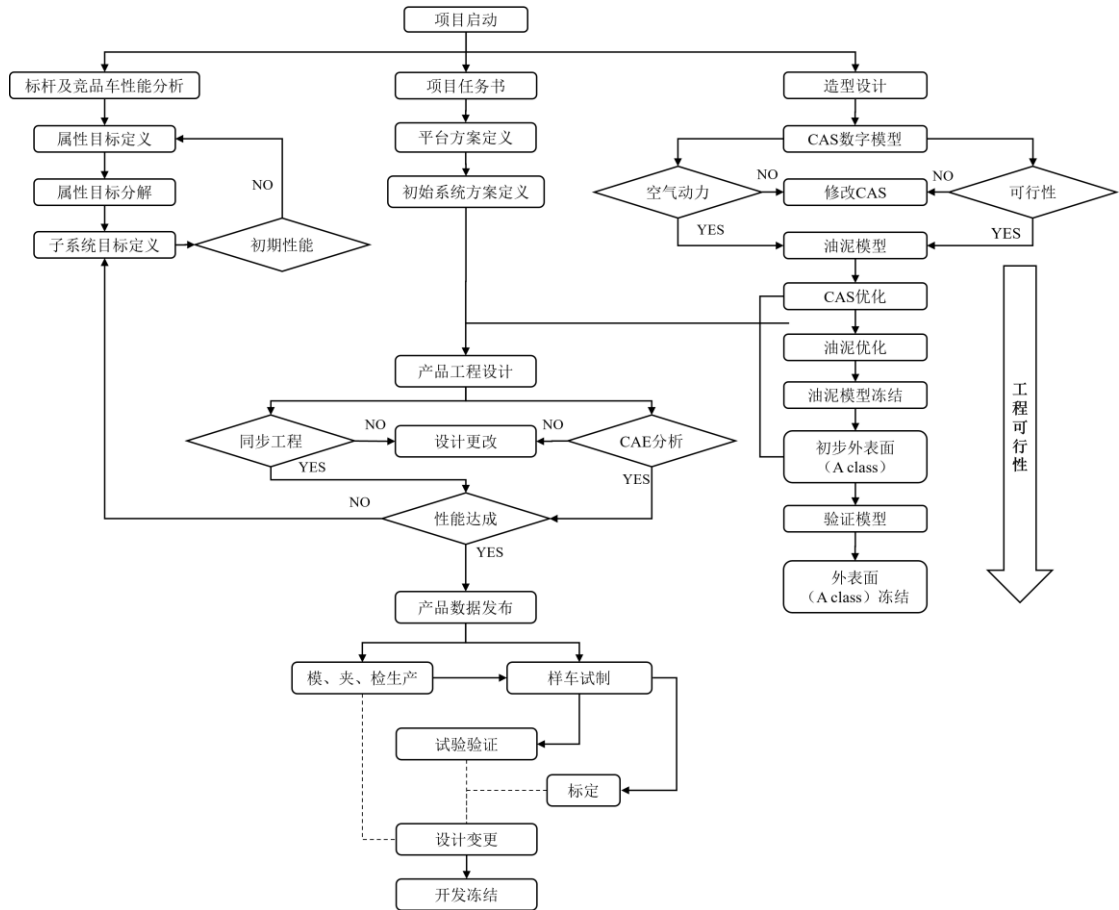 项目启动
标杆及竞品车性能分析
项目任务书
造型设计
属性目标定义
平台方案定义
CAS数字模型
NO
属性目标分解
初始系统方案定义
空气动力
NO
修改CAS
NO
可行性
子系统目标定义
初期性能
YES
油泥模型
YES
CAS优化
油泥优化
产品工程设计
油泥模型冻结
工程可行性
同步工程
NO
设计更改
NO
CAE分析
初步外表面
（A class）
YES
YES
NO
性能达成
验证模型
YES
外表面
（A class）冻结
产品数据发布
模、夹、检生产
样车试制
试验验证
标定
设计变更
开发冻结